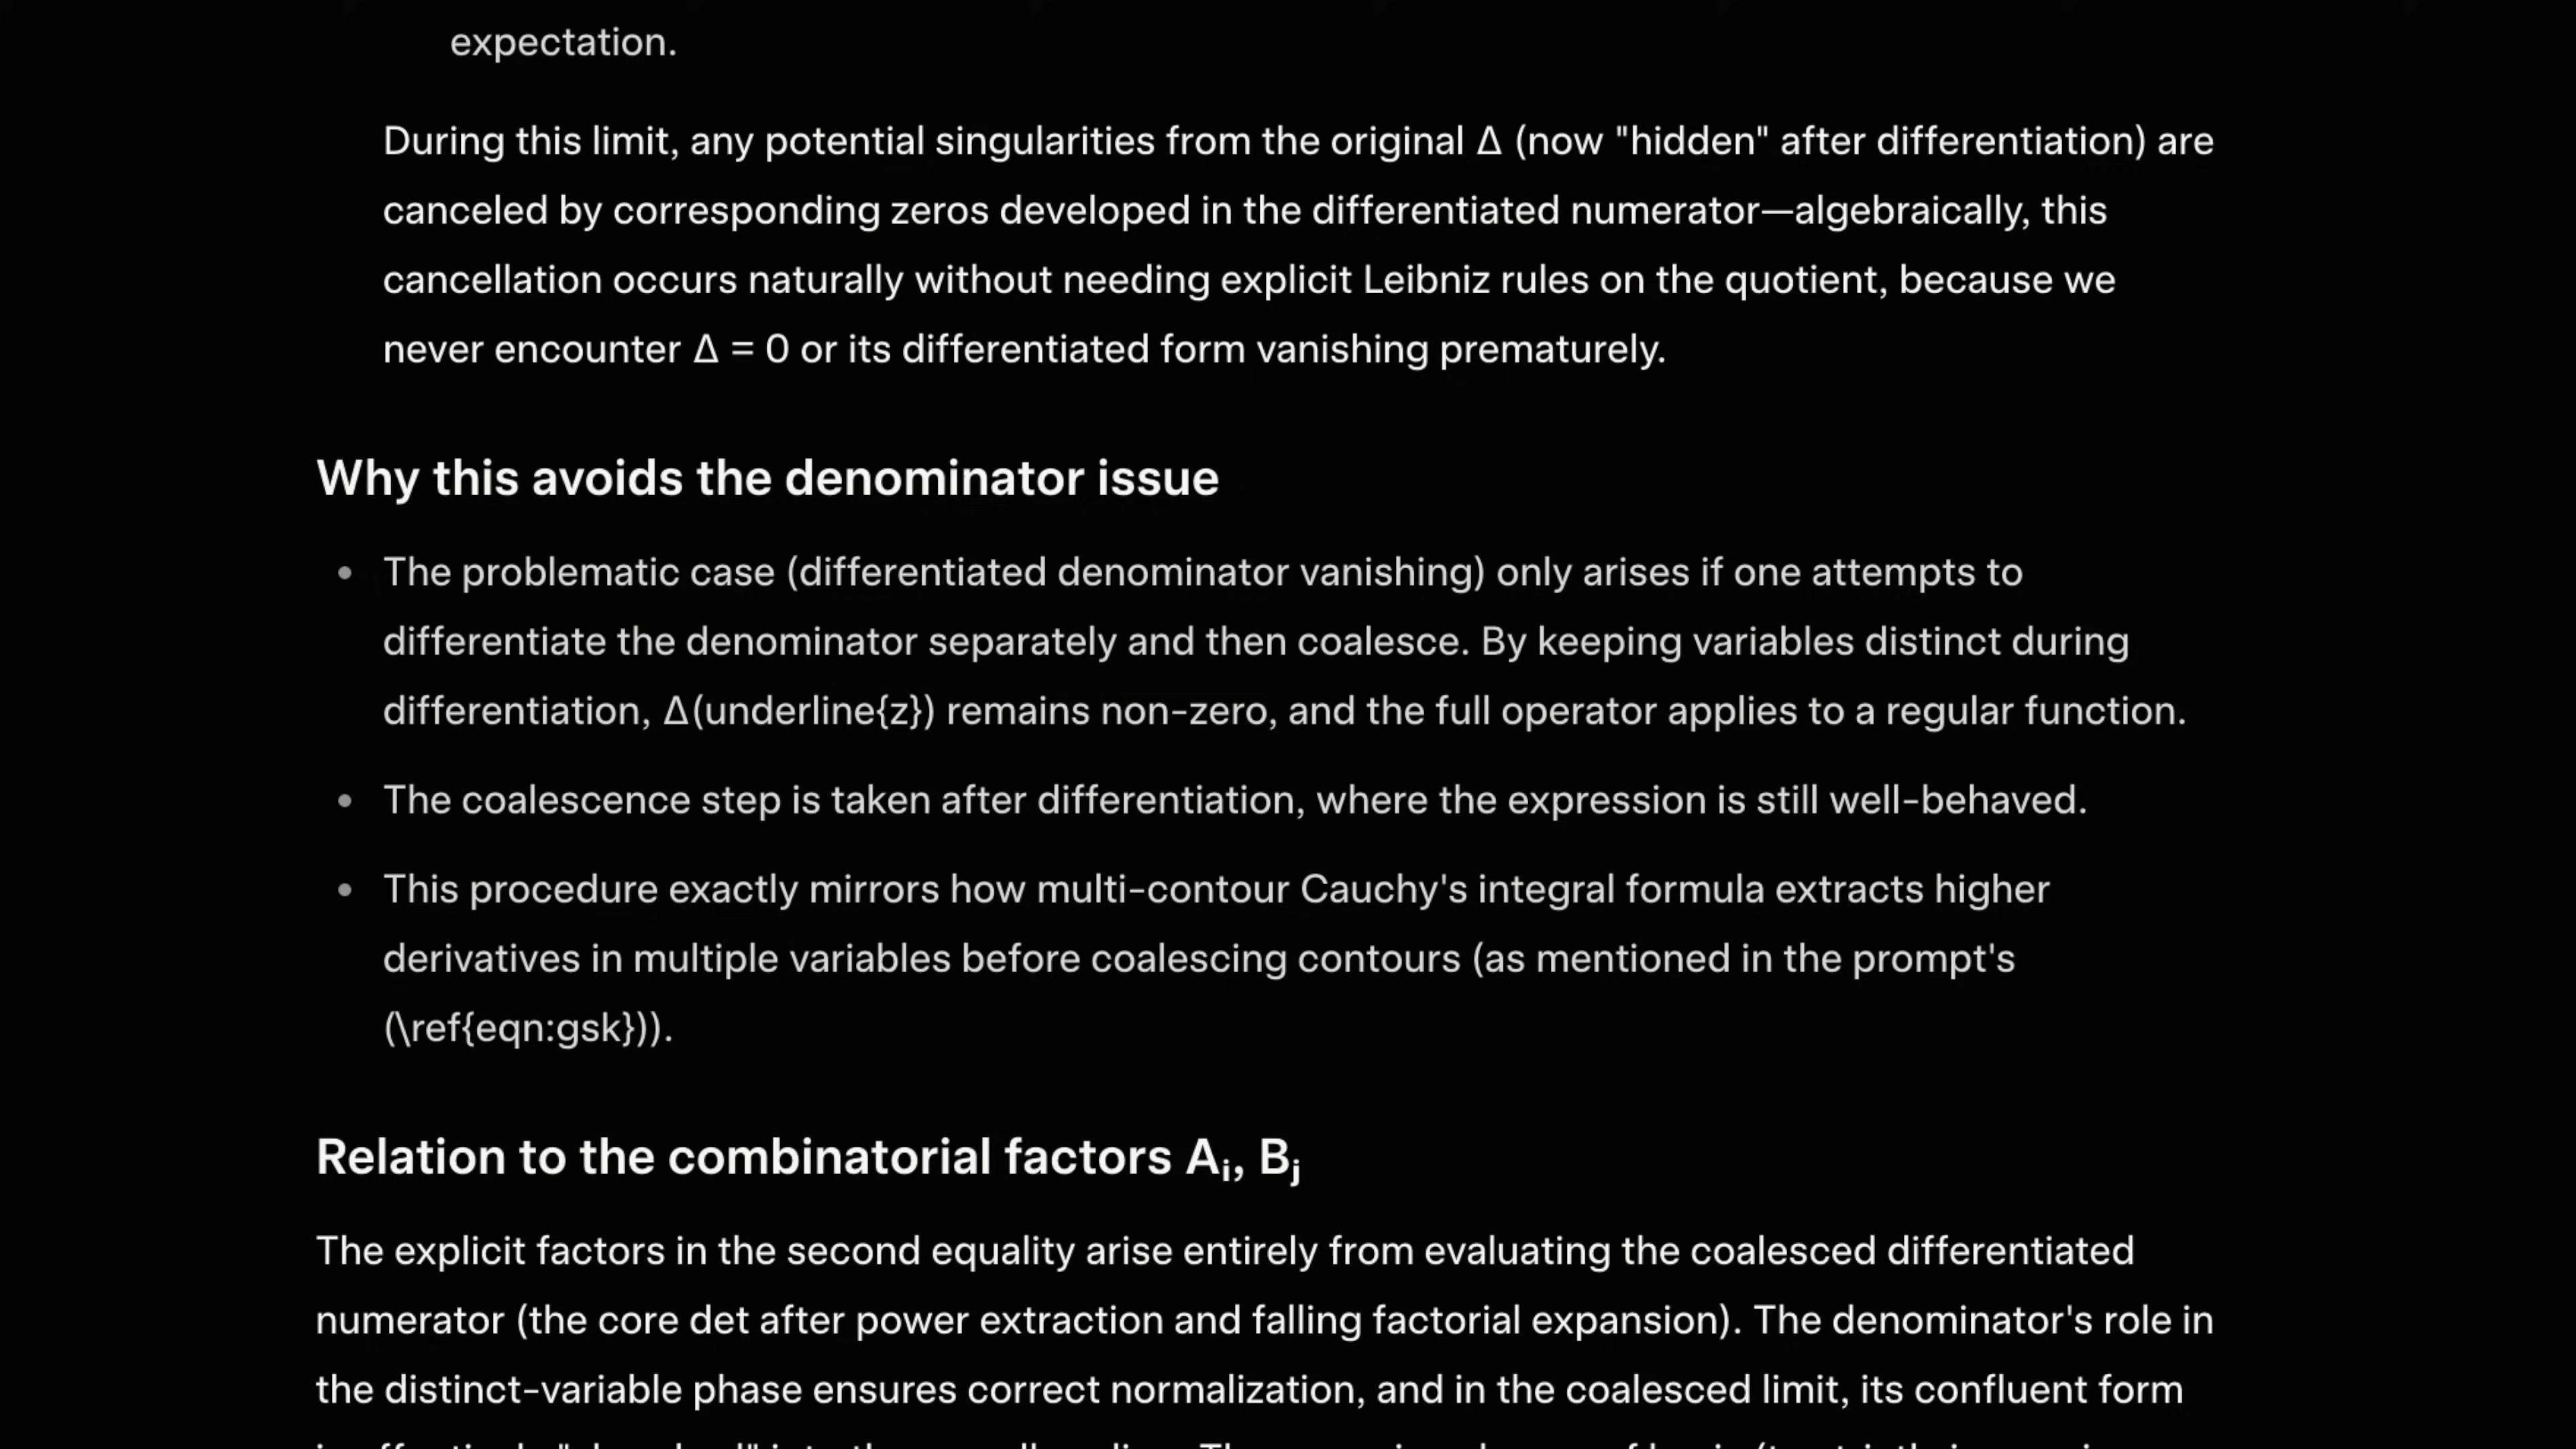 expectation.
During this limit, any potential singularities from the original Δ (now "hidden" after differentiation) are
canceled by corresponding zeros developed in the differentiated numerator—algebraically, this
cancellation occurs naturally without needing explicit Leibniz rules on the quotient, because we
never encounter Δ = 0 or its differentiated form vanishing prematurely.
Why this avoids the denominator issue
• The problematic case (differentiated denominator vanishing) only arises if one attempts to
differentiate the denominator separately and then coalesce. By keeping variables distinct during
differentiation, Δ(underline{z}) remains non-zero, and the full operator applies to a regular function.
• The coalescence step is taken after differentiation, where the expression is still well-behaved.
• This procedure exactly mirrors how multi-contour Cauchy's integral formula extracts higher
derivatives in multiple variables before coalescing contours (as mentioned in the prompt's
(\ref{eqn:gsk})).
Relation to the combinatorial factors Aᵢ, Bⱼ
The explicit factors in the second equality arise entirely from evaluating the coalesced differentiated
numerator (the core det after power extraction and falling factorial expansion). The denominator's role in
the distinct-variable phase ensures correct normalization, and in the coalesced limit, its confluent form